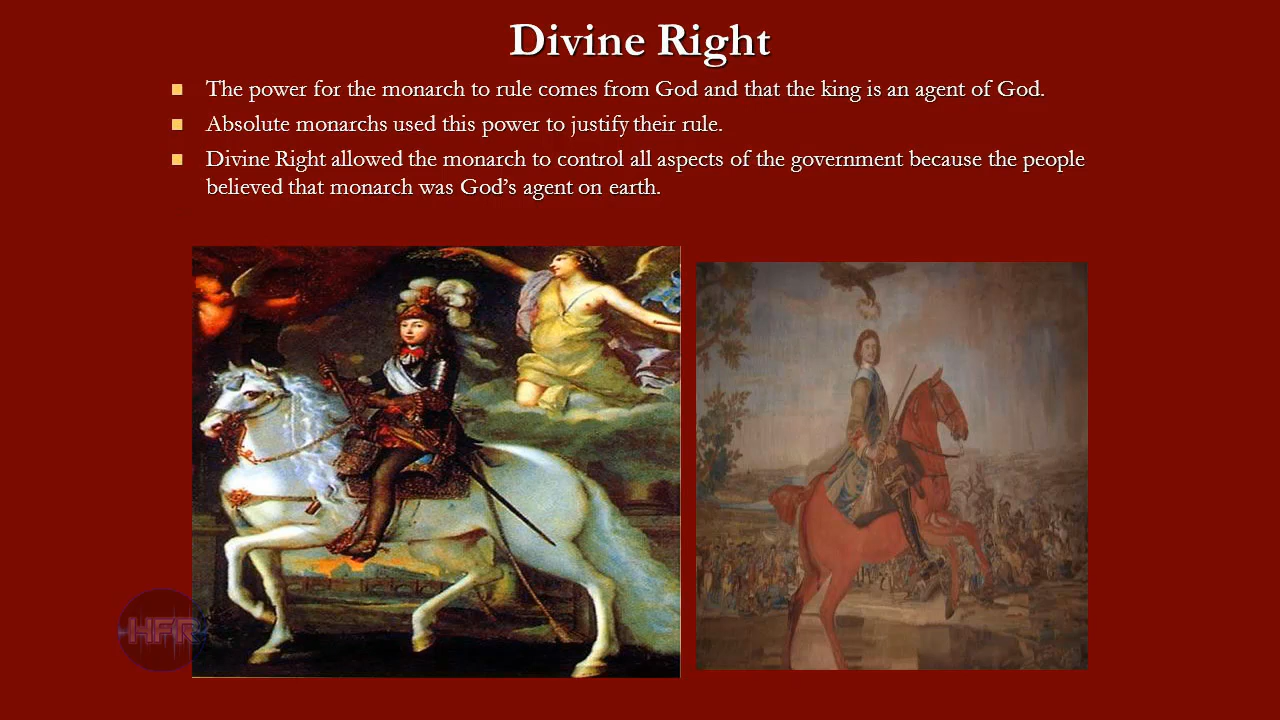 Divine Right
The power for the monarch to rule comes from God and that the king is an agent of God.
Absolute monarchs used this power to justify their rule.
Divine Right allowed the monarch to control all aspects of the government because the people
believed that monarch was God's agent on earth.
HFR